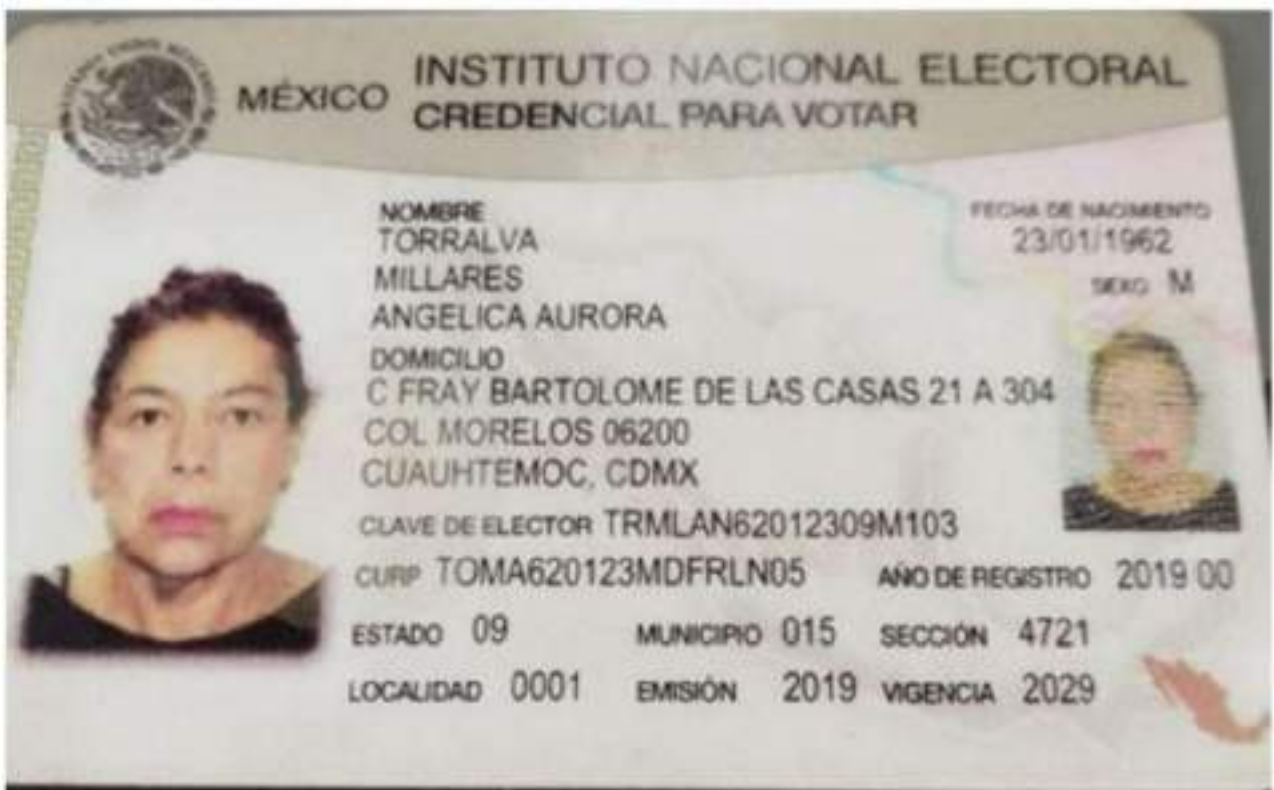 MÉXICO
INSTITUTO NACIONAL ELECTORAL
CREDENCIAL PARA VOTAR
NOMBRE
TORRALVA
MILLARES
ANGELICA AURORA
FECHA DE NACIMIENTO
23/01/1962
SEXO M
DOMICILIO
C FRAY BARTOLOME DE LAS CASAS 21 A 304
COL MORELOS 06200
CUAUHTEMOC, CDMX
CLAVE DE ELECTOR TRMLAN62012309M103
CURP TOMA620123MDFRLN05 AÑO DE REGISTRO 2019 00
ESTADO 09 MUNICIPIO 015 SECCIÓN 4721
LOCALIDAD 0001 EMISIÓN 2019 VIGENCIA 2029